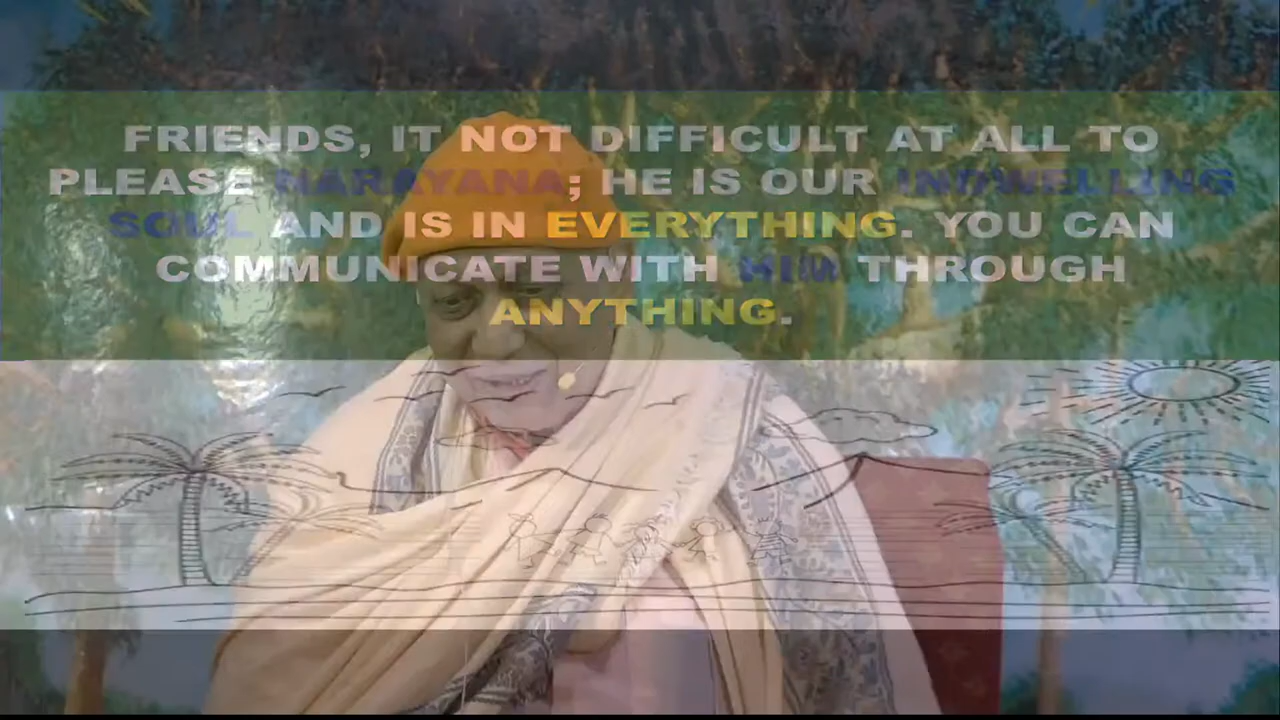 FRIENDS, IT NOT DIFFICULT AT ALL TO
PLEASE NARAYANA; HE IS OUR INDWELLING
SOUL AND IS IN EVERYTHING. YOU CAN
COMMUNICATE WITH HIM THROUGH
ANYTHING.